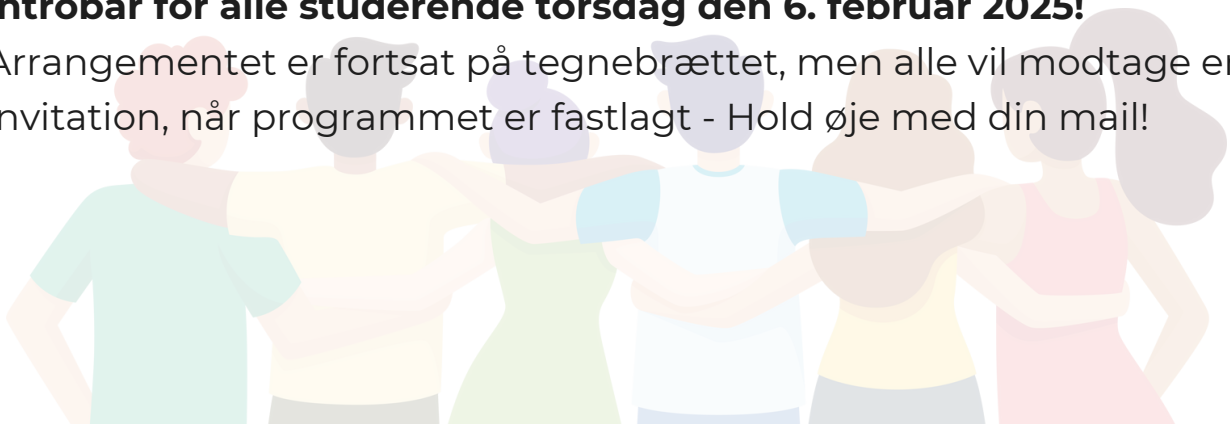 ntrobar for alle studerende torsdag den 6. februar 2025!
Arrangementet er fortsat på tegnebrættet, men alle vil modtage en
nvitation, når programmet er fastlagt - Hold øje med din mail!